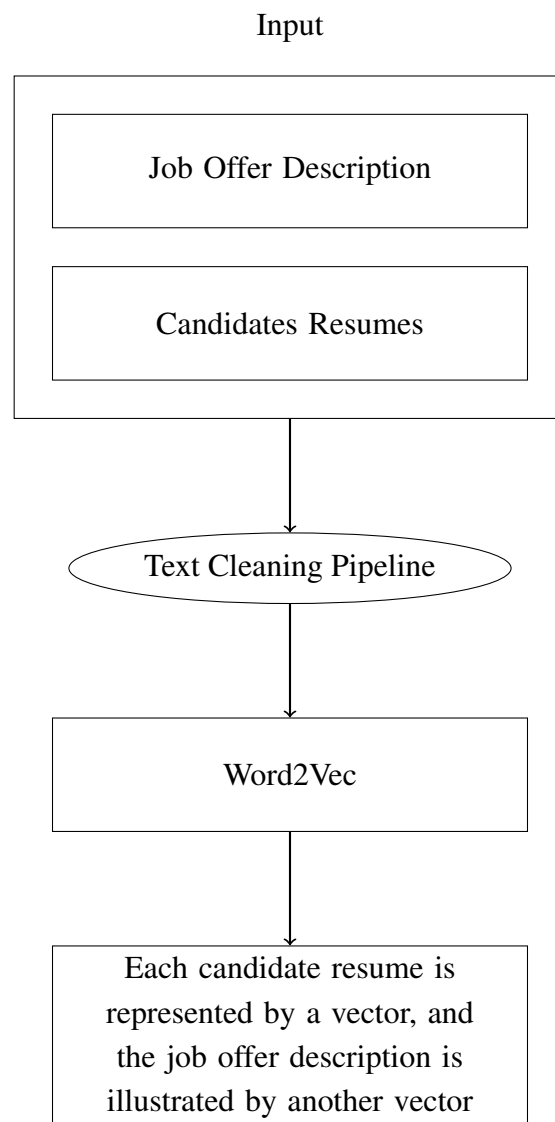 Input
Job Offer Description
Candidates Resumes
Text Cleaning Pipeline
Word2Vec
Each candidate resume is
represented by a vector, and
the job offer description is
illustrated by another vector